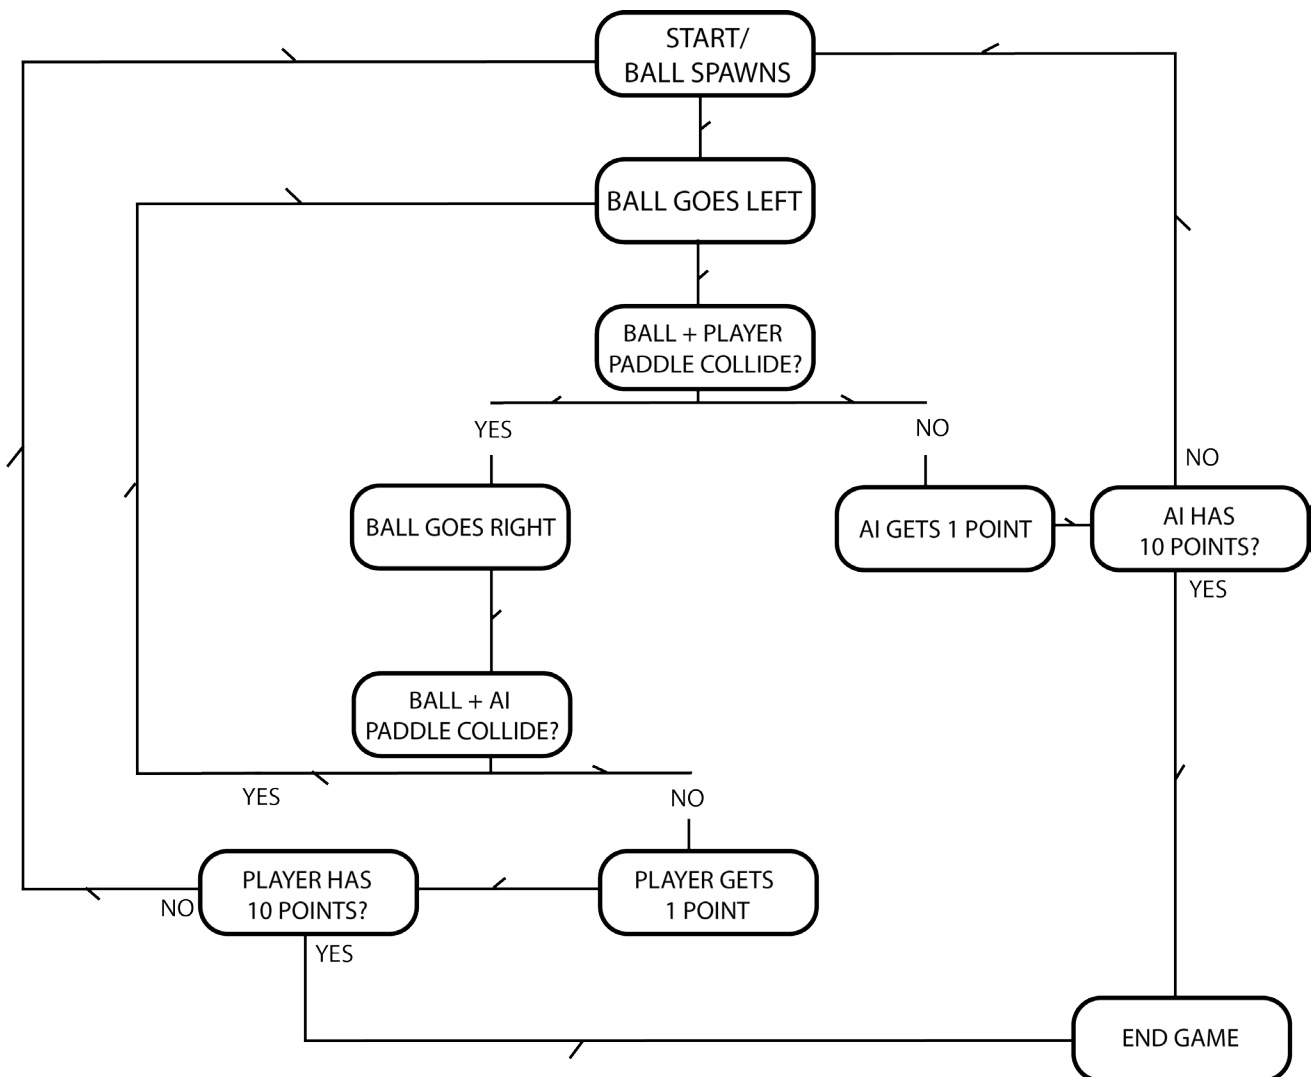 START/
BALL SPAWNS
BALL GOES LEFT
BALL + PLAYER
PADDLE COLLIDE?
YES
NO
NO
BALL GOES RIGHT
AI GETS 1 POINT
AI HAS
10 POINTS?
YES
BALL + AI
PADDLE COLLIDE?
YES
NO
PLAYER HAS
10 POINTS?
PLAYER GETS
1 POINT
NO
YES
END GAME